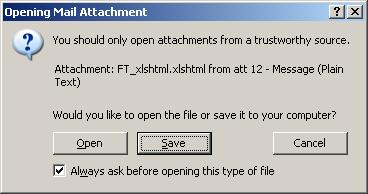 Opening Mail Attachment
You should only open attachments from a trustworthy source.
Attachment: FT_xlshtml.xlshtml from att 12 - Message (Plain
Text)
Would you like to open the file or save it to your computer?
Open Save Cancel
Always ask before opening this type of file